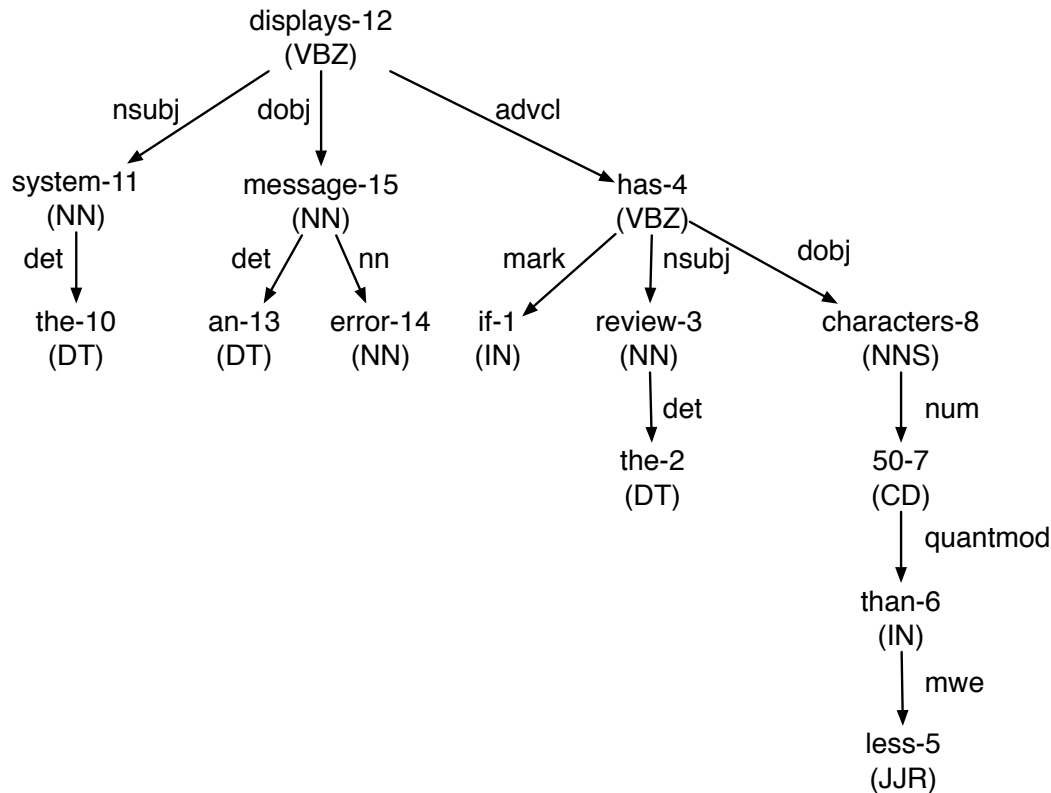 displays-12
(VBZ)
nsubj
dobj
advcl
system-11
(NN)
message-15
(NN)
has-4
(VBZ)
det
det
nn
mark
nsubj
dobj
the-10
(DT)
an-13
(DT)
error-14
(NN)
if-1
(IN)
review-3
(NN)
characters-8
(NNS)
det
num
the-2
(DT)
50-7
(CD)
quantmod
than-6
(IN)
mwe
less-5
(JJR)